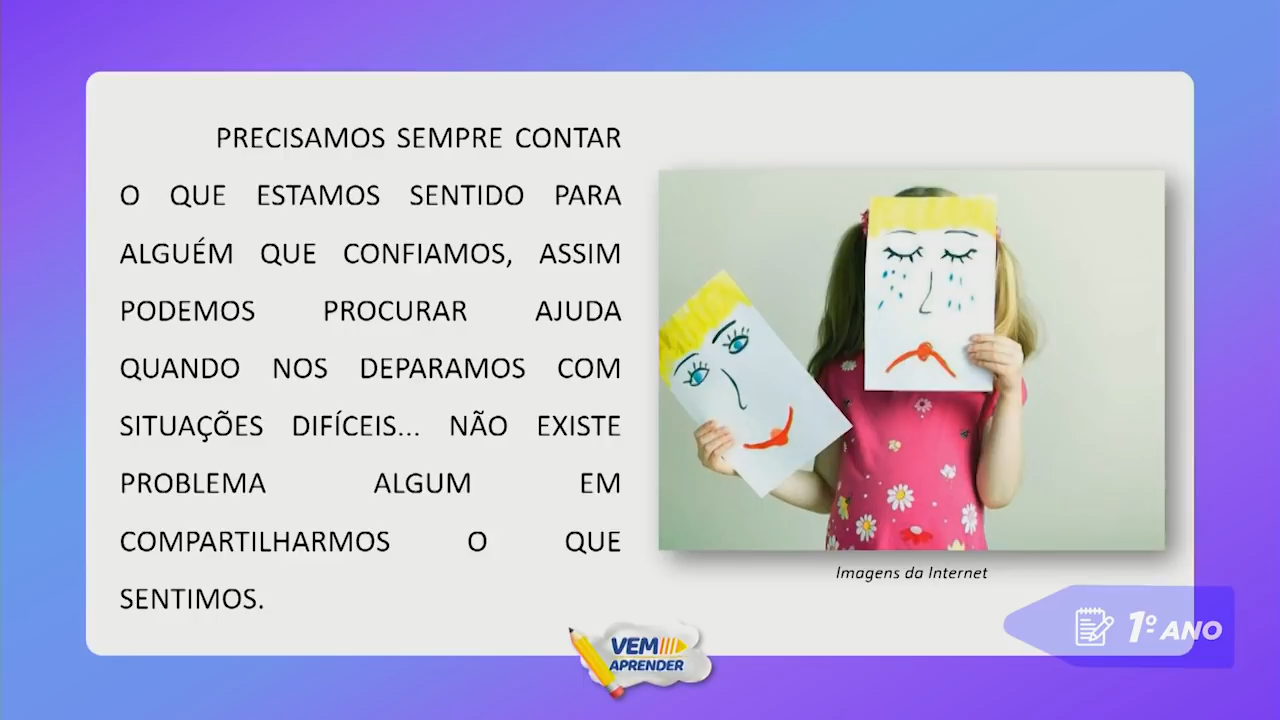 PRECISAMOS SEMPRE CONTAR
O QUE ESTAMOS SENTIDO PARA
ALGUÉM QUE CONFIAMOS, ASSIM
PODEMOS PROCURAR AJUDA
QUANDO NOS DEPARAMOS COM
SITUAÇÕES DIFÍCEIS... NÃO EXISTE
PROBLEMA ALGUM EM
COMPARTILHARMOS O QUE
SENTIMOS.
Imagens da Internet
1º ANO
VEM
APRENDER